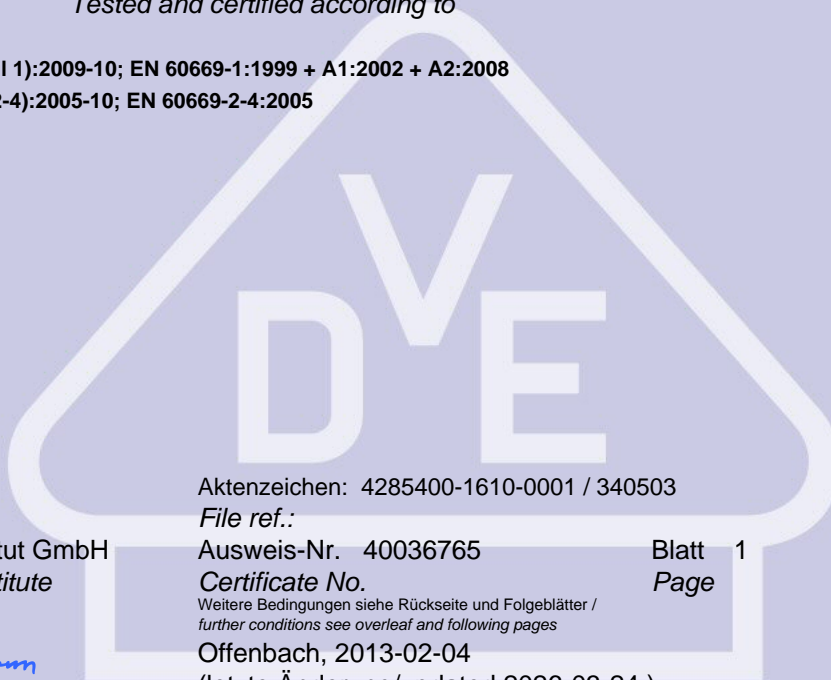 Tested and certified according to
l 1):2009-10; EN 60669-1:1999 + A1:2002 + A2:2008
2-4):2005-10; EN 60669-2-4:2005
VDE
Aktenzeichen: 4285400-1610-0001 / 340503
File ref.:
tut GmbH Ausweis-Nr. 40036765 Blatt 1
titute Certificate No. Page
Weitere Bedingungen siehe Rückseite und Folgeblätter /
further conditions see overleaf and following pages
Offenbach, 2013-02-04